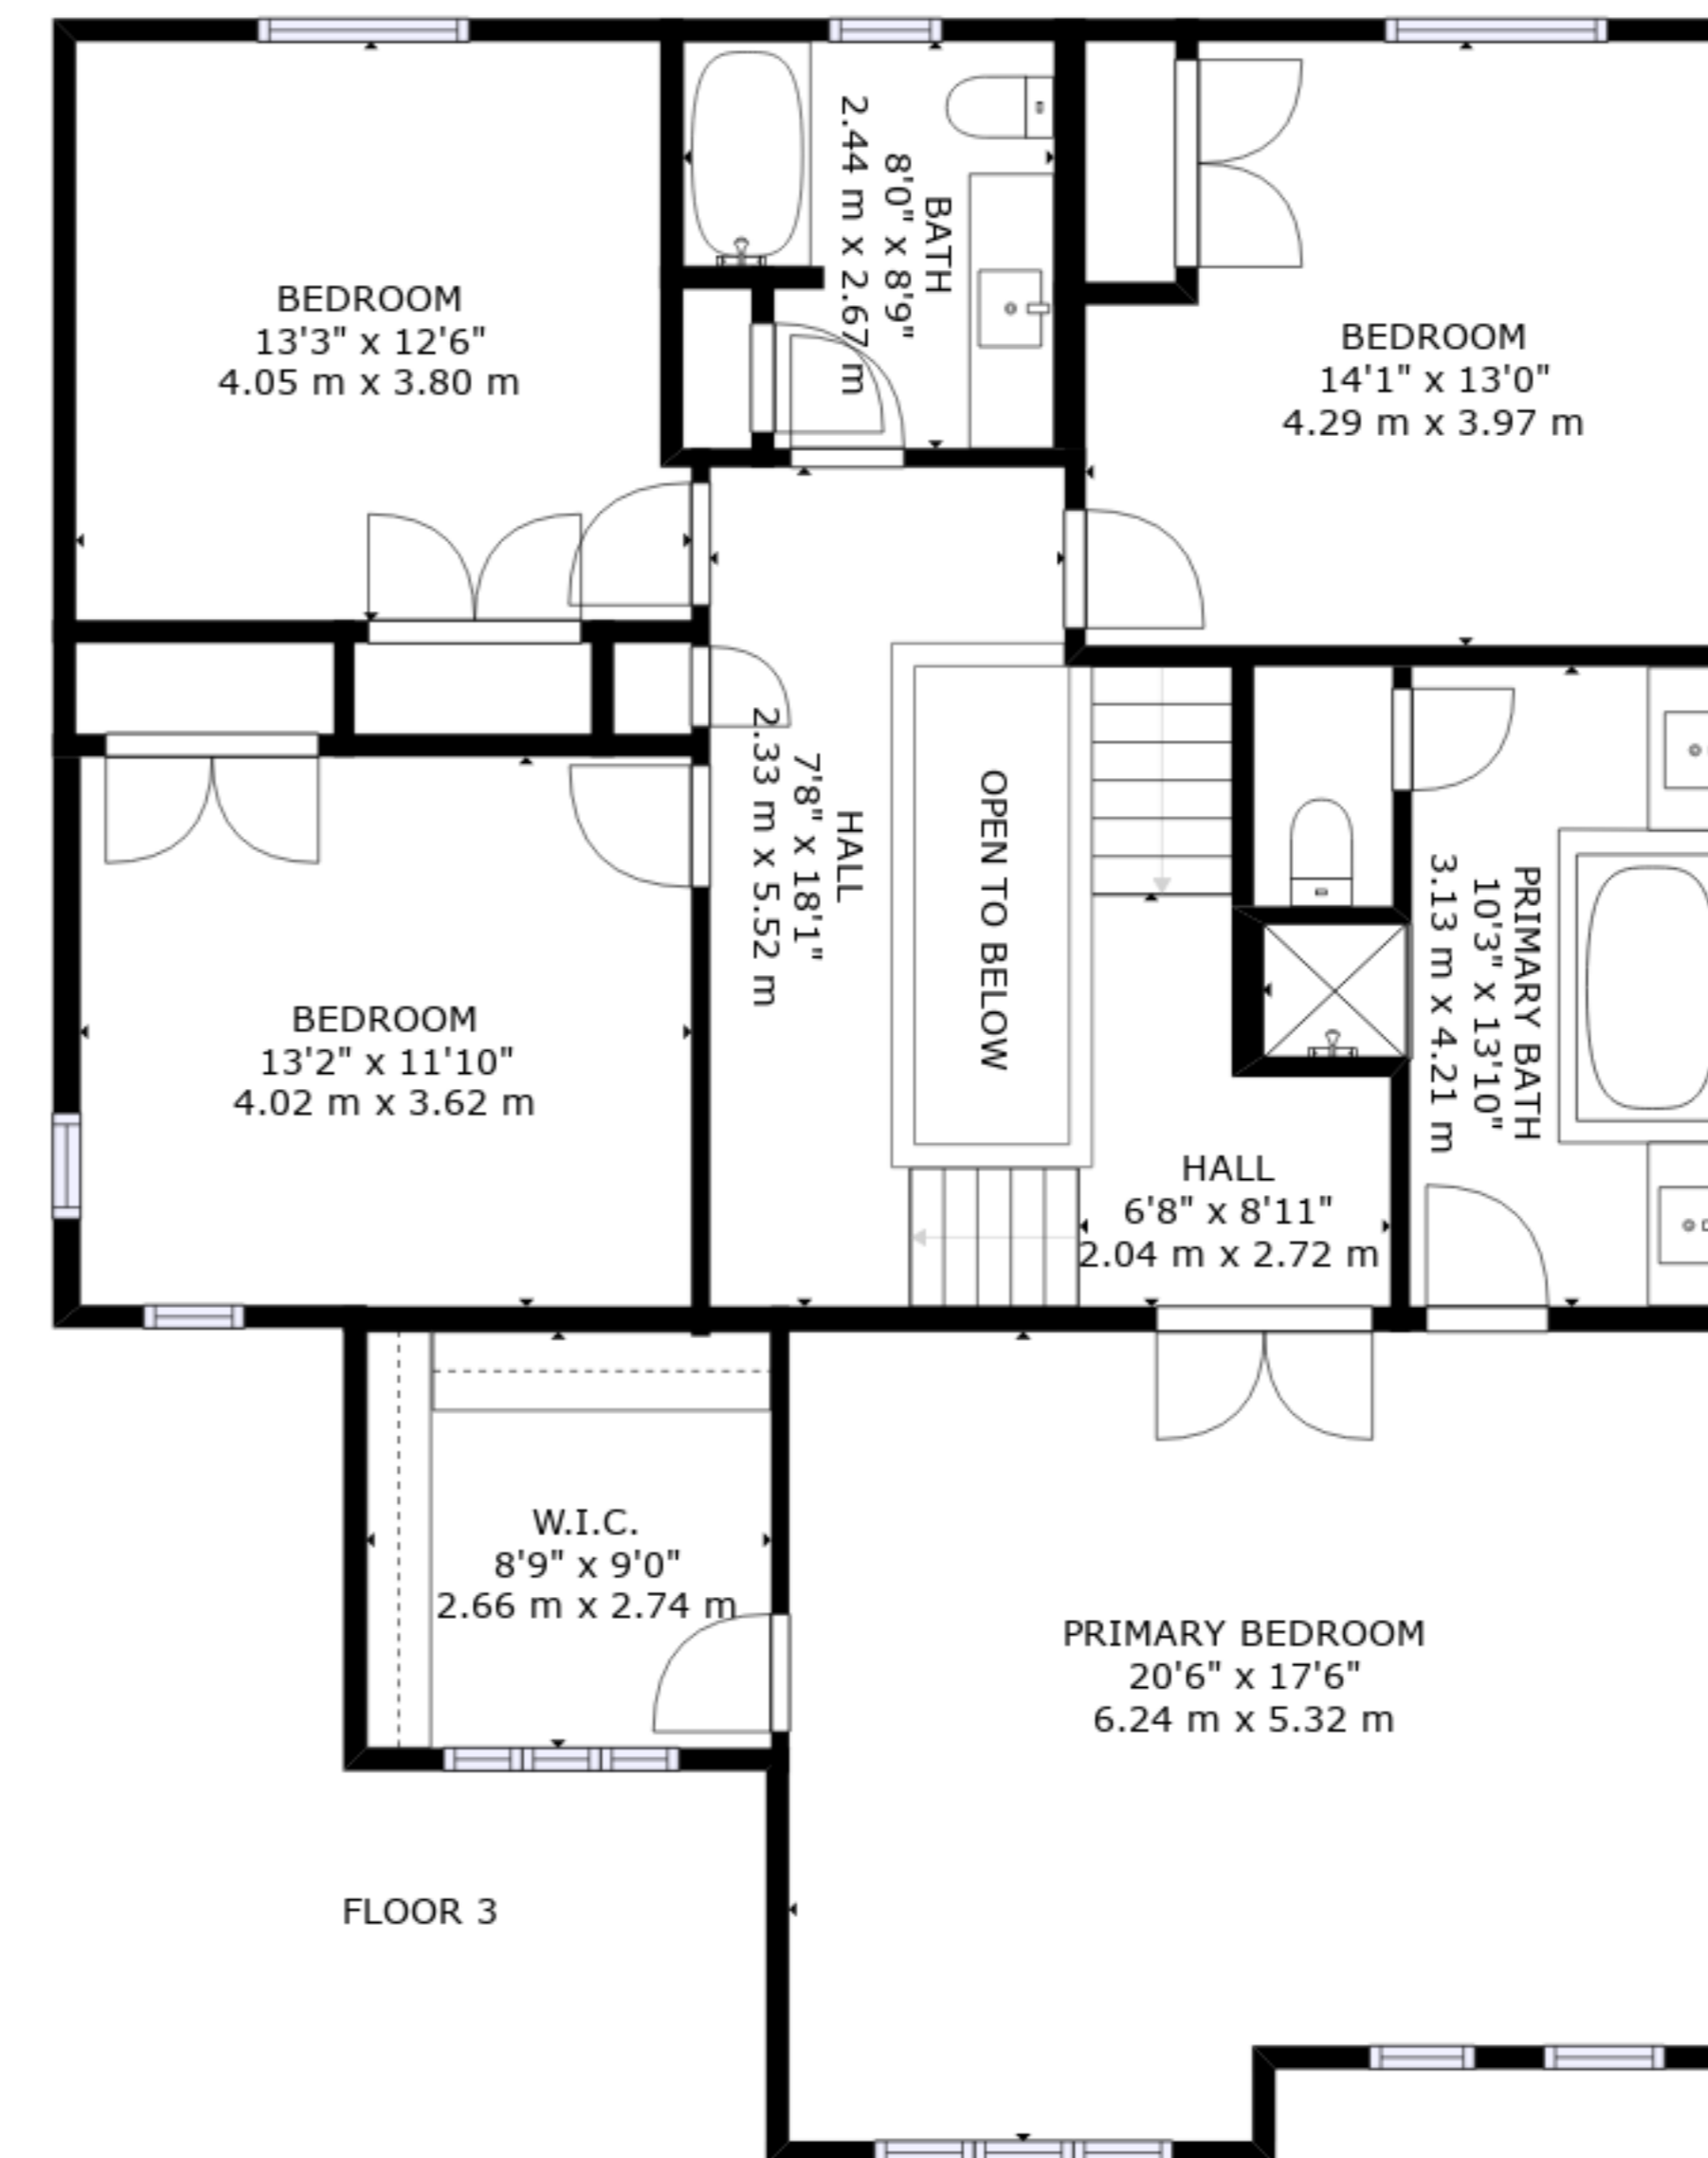 BEDROOM
13'3" x 12'6"
4.05 m x 3.80 m
BATH
8'0" x 8'9"
2.44 m x 2.67 m
BEDROOM
14'1" x 13'0"
4.29 m x 3.97 m
HALL
7'8" x 18'1"
2.33 m x 5.52 m
OPEN TO BELOW
PRIMARY BATH
10'3" x 13'10"
3.13 m x 4.21 m
BEDROOM
13'2" x 11'10"
4.02 m x 3.62 m
HALL
6'8" x 8'11"
2.04 m x 2.72 m
W.I.C.
8'9" x 9'0"
2.66 m x 2.74 m
PRIMARY BEDROOM
20'6" x 17'6"
6.24 m x 5.32 m
FLOOR 3